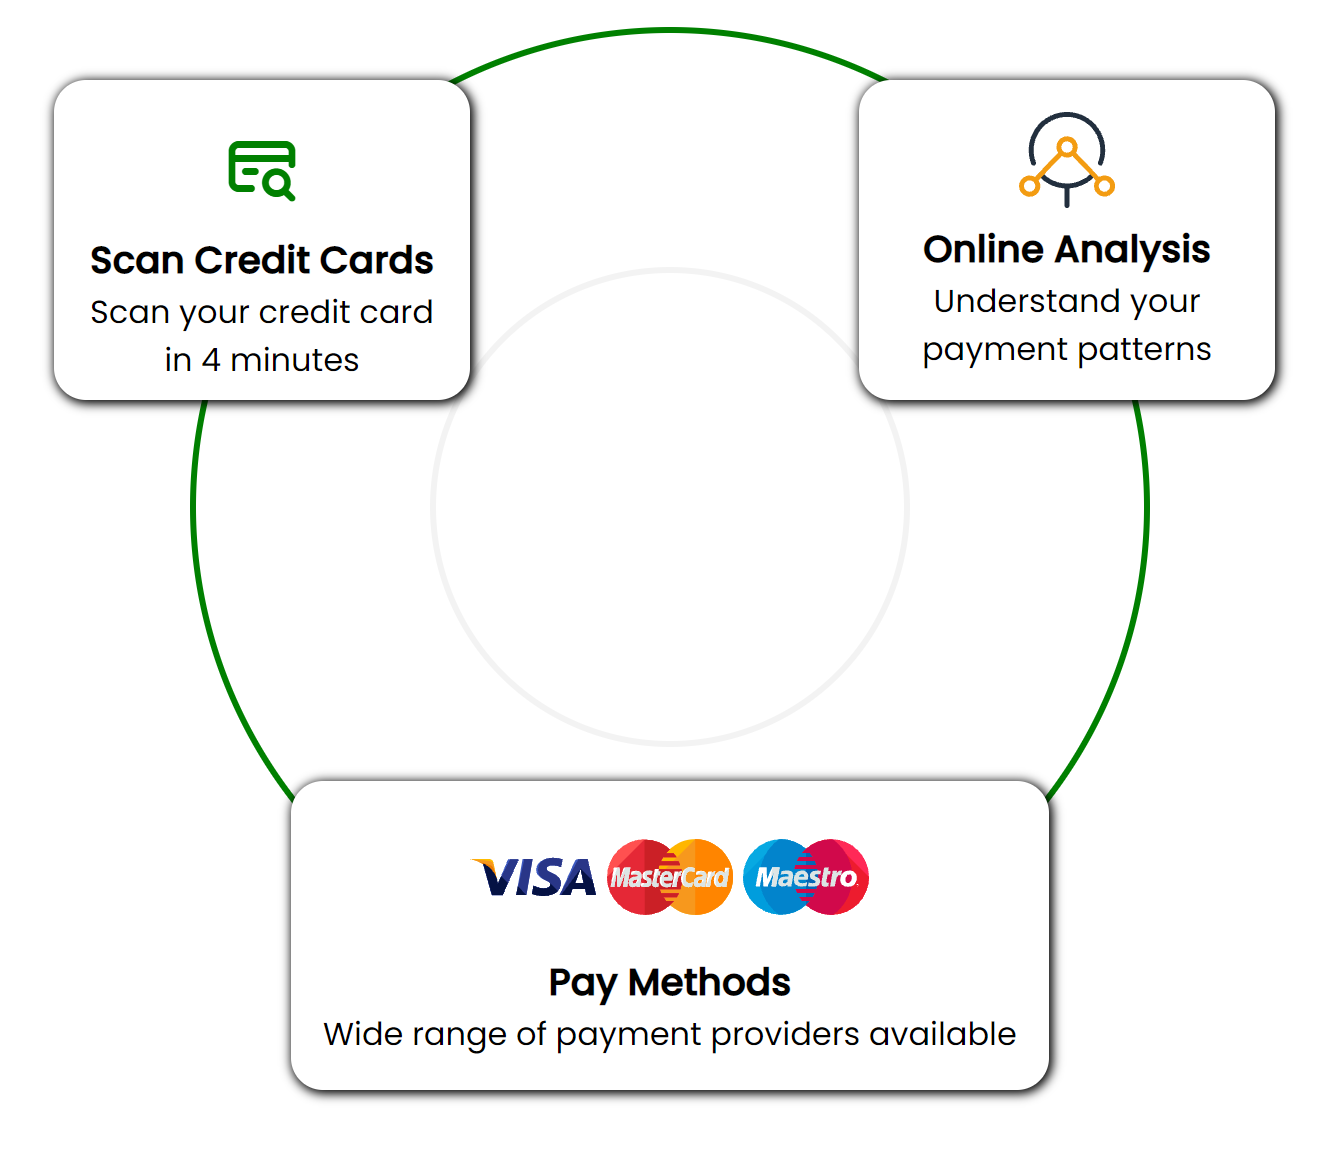 Scan Credit Cards
Scan your credit card
in 4 minutes
Online Analysis
Understand your
payment patterns
VISA MasterCard Maestro
Pay Methods
Wide range of payment providers available